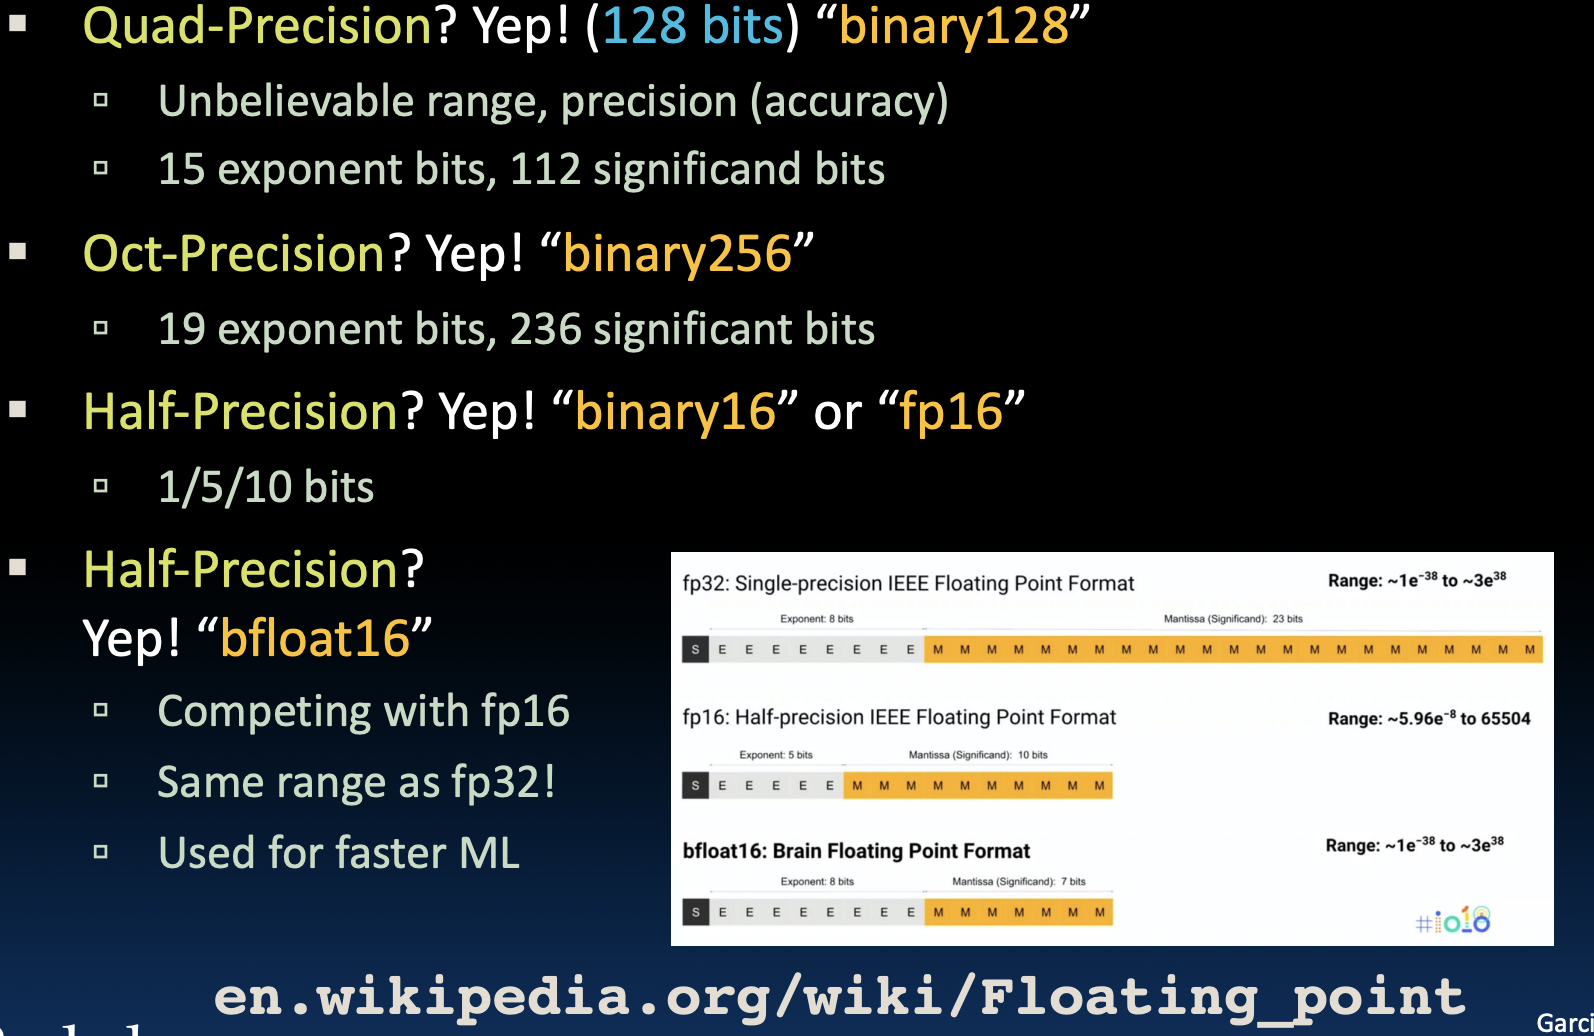 Quad-Precision? Yep! (128 bits) “binary128”
Unbelievable range, precision (accuracy)
15 exponent bits, 112 significand bits
Oct-Precision? Yep! “binary256”
19 exponent bits, 236 significant bits
Half-Precision? Yep! “binary16” or “fp16”
1/5/10 bits
Half-Precision?
Yep! “bfloat16”
Competing with fp16
Same range as fp32!
Used for faster ML
fp32: Single-precision IEEE Floating Point Format
Range: ~1e⁻³⁸ to ~3e³⁸
Exponent: 8 bits
Mantissa (Significand): 23 bits
S E E E E E E E E M M M M M M M M M M M M M M M M M M M M M M M
fp16: Half-precision IEEE Floating Point Format
Range: ~5.96e⁻⁸ to 65504
Exponent: 5 bits
Mantissa (Significand): 10 bits
S E E E E E M M M M M M M M M M
bfloat16: Brain Floating Point Format
Range: ~1e⁻³⁸ to ~3e³⁸
Exponent: 8 bits
Mantissa (Significand): 7 bits
S E E E E E E E E M M M M M M M
#io18
en.wikipedia.org/wiki/Floating_point